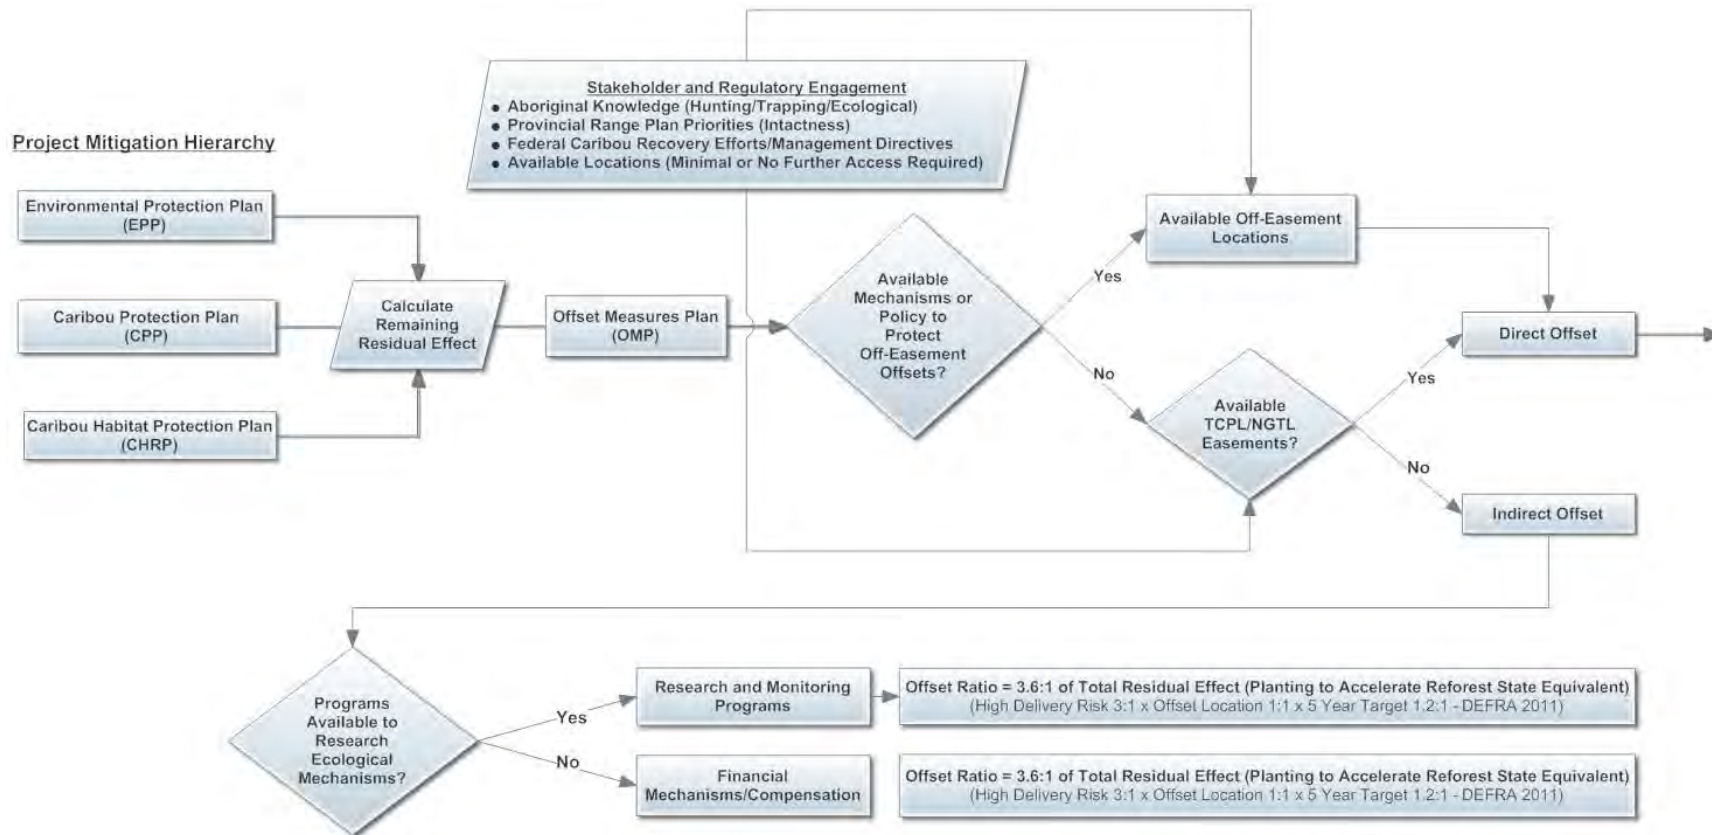 Project Mitigation Hierarchy
Environmental Protection Plan
(EPP)
Caribou Protection Plan
(CPP)
Caribou Habitat Protection Plan
(CHRP)
Calculate
Remaining
Residual Effect
Offset Measures Plan
(OMP)
Stakeholder and Regulatory Engagement
● Aboriginal Knowledge (Hunting/Trapping/Ecological)
● Provincial Range Plan Priorities (Intactness)
● Federal Caribou Recovery Efforts/Management Directives
● Available Locations (Minimal or No Further Access Required)
Available
Mechanisms or
Policy to
Protect
Off-Easement
Offsets?
Yes
No
Available Off-Easement
Locations
Available
TCPL/NGTL
Easements?
Yes
No
Direct Offset
Indirect Offset
Programs
Available to
Research
Ecological
Mechanisms?
Yes
No
Research and Monitoring
Programs
Offset Ratio = 3.6:1 of Total Residual Effect (Planting to Accelerate Reforest State Equivalent)
(High Delivery Risk 3:1 x Offset Location 1:1 x 5 Year Target 1.2:1 - DEFRA 2011)
Financial
Mechanisms/Compensation
Offset Ratio = 3.6:1 of Total Residual Effect (Planting to Accelerate Reforest State Equivalent)
(High Delivery Risk 3:1 x Offset Location 1:1 x 5 Year Target 1.2:1 - DEFRA 2011)